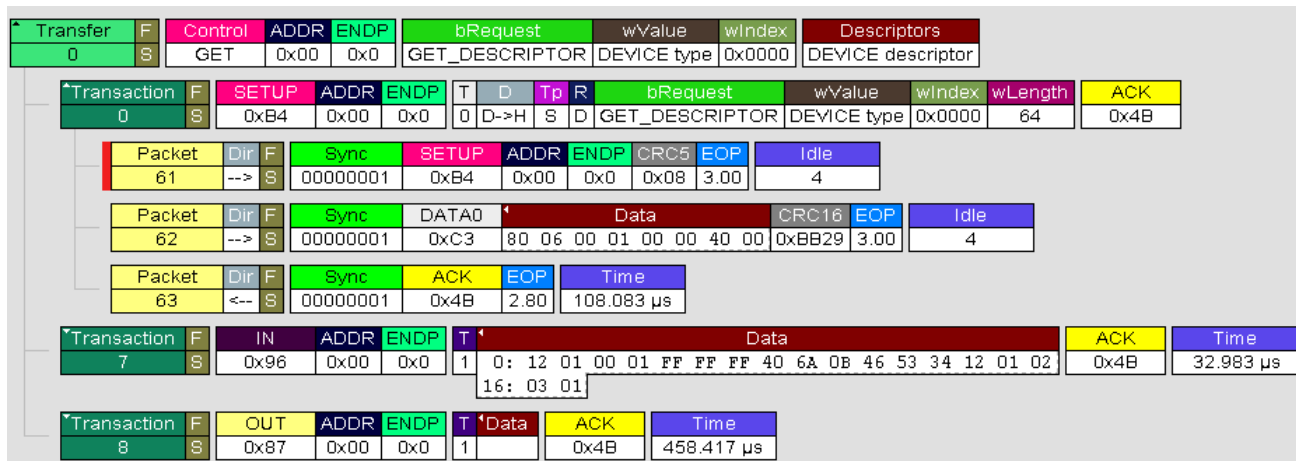 Transfer F Control ADDR ENDP bRequest wValue wIndex Descriptors
0 S GET 0x00 0x0 GET_DESCRIPTOR DEVICE type 0x0000 DEVICE descriptor
Transaction F SETUP ADDR ENDP T D Tp R bRequest wValue wIndex wLength ACK
0 S 0xB4 0x00 0x0 0 D->H S D GET_DESCRIPTOR DEVICE type 0x0000 64 0x4B
Packet Dir F Sync SETUP ADDR ENDP CRC5 EOP Idle
61 --> S 00000001 0xB4 0x00 0x0 0x08 3.00 4
Packet Dir F Sync DATA0 Data CRC16 EOP Idle
62 --> S 00000001 0xC3 80 06 00 01 00 00 40 00 0xBB29 3.00 4
Packet Dir F Sync ACK EOP Time
63 <-- S 00000001 0x4B 2.80 108.083 µs
Transaction F IN ADDR ENDP T Data ACK Time
7 S 0x96 0x00 0x0 1 0: 12 01 00 01 FF FF FF 40 6A 0B 46 53 34 12 01 02 0x4B 32.983 µs
16: 03 01
Transaction F OUT ADDR ENDP T Data ACK Time
8 S 0x87 0x00 0x0 1 0x4B 458.417 µs